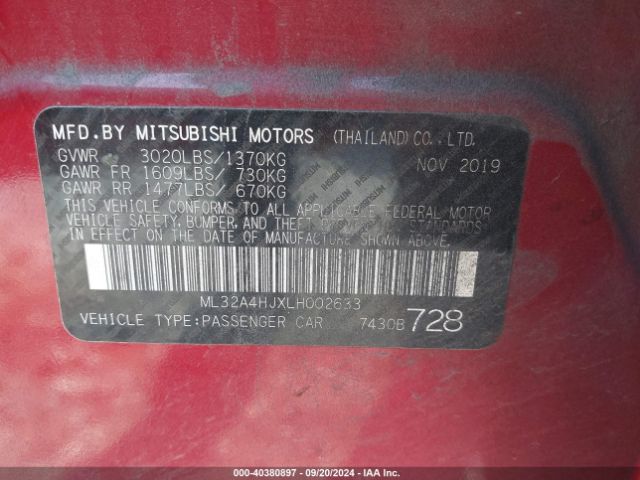 MFD.BY MITSUBISHI MOTORS (THAILAND) CO., LTD.
GVWR 3020LBS/1370KG NOV 2019
GAWR FR 1609LBS/ 730KG
GAWR RR 1477LBS/ 670KG
THIS VEHICLE CONFORMS TO ALL APPLICABLE FEDERAL MOTOR
VEHICLE SAFETY, BUMPER, AND THEFT PREVENTION STANDARDS
IN EFFECT ON THE DATE OF MANUFACTURE SHOWN ABOVE.
ML32A4HJXLH002633
VEHICLE TYPE:PASSENGER CAR 7430B 728
000-40380897 - 09/20/2024 - IAA Inc.